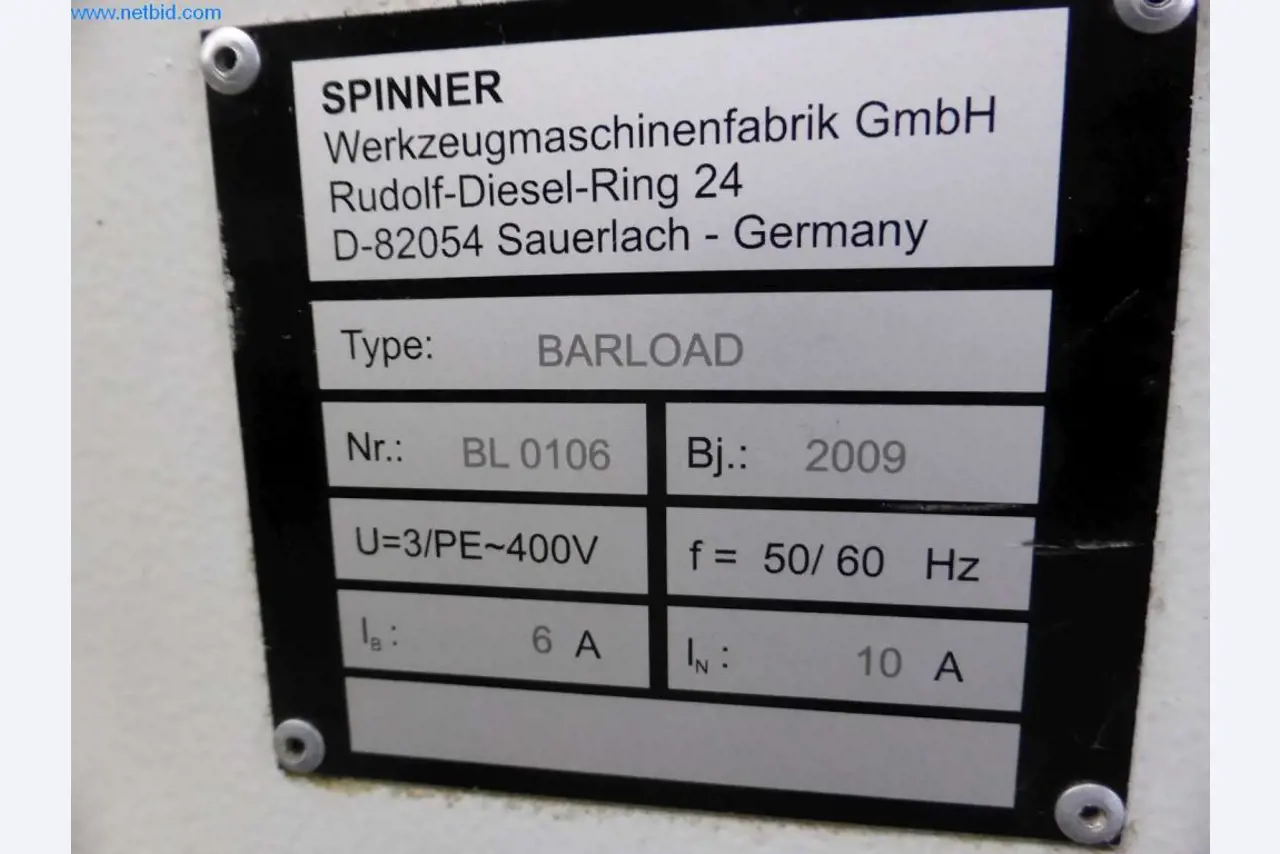 www.netbid.com
SPINNER
Werkzeugmaschinenfabrik GmbH
Rudolf-Diesel-Ring 24
D-82054 Sauerlach - Germany
Type: BARLOAD
Nr.: BL 0106 Bj.: 2009
U=3/PE~400V f = 50/ 60 Hz
IB : 6 A IN : 10 A